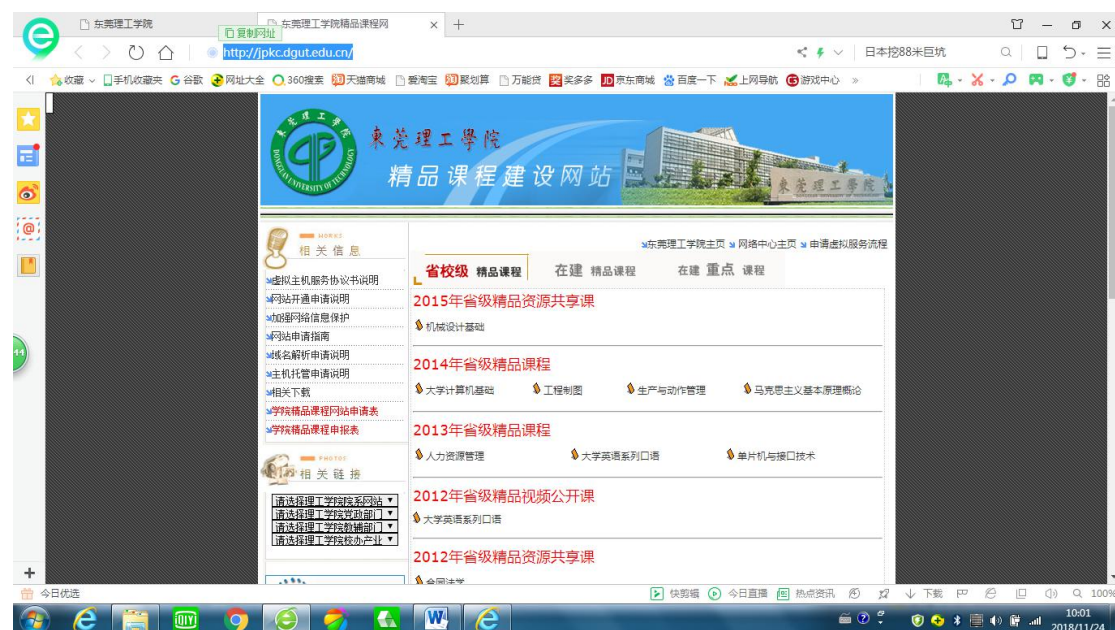 东莞理工学院
东莞理工学院精品课程网
复制网址
http://jpkc.dgut.edu.cn/
日本挖88米巨坑
收藏 手机收藏夹 谷歌 网址大全 360搜索 天猫商城 爱淘宝 聚划算 万能货 奖多多 京东商城 百度一下 上网导航 游戏中心
東莞理工學院
精品课程建设网站
DONGGUAN UNIVERSITY OF TECHNOLOGY
東莞理工學院
WORKS
相关信息
东莞理工学院主页 网络中心主页 申请虚拟服务流程
省校级 精品课程 在建 精品课程 在建 重点 课程
虚拟主机服务协议书说明
网站开通申请说明
加强网络信息保护
网站申请指南
域名解析申请说明
主机托管申请说明
相关下载
学院精品课程网站申请表
学院精品课程申报表
PHOTOS
相关链接
请选择理工学院院系网站
请选择理工学院党政部门
请选择理工学院教辅部门
请选择理工学院校办产业
2015年省级精品资源共享课
机械设计基础
2014年省级精品课程
大学计算机基础 工程制图 生产与动作管理 马克思主义基本原理概论
2013年省级精品课程
人力资源管理 大学英语系列口语 单片机与接口技术
2012年省级精品视频公开课
大学英语系列口语
2012年省级精品资源共享课
合同法学
今日优选
快剪辑 今日直播 热点资讯 下载 100%
10:01
2018/11/24